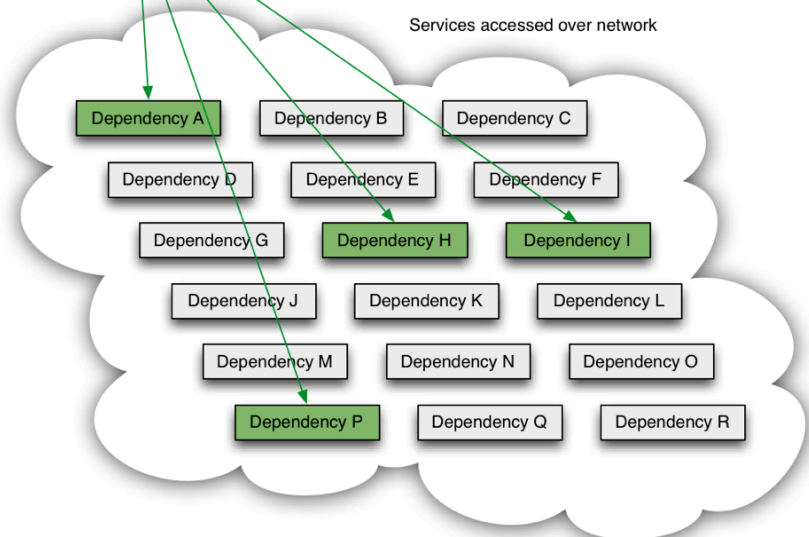 Services accessed over network
Dependency A
Dependency B
Dependency C
Dependency D
Dependency E
Dependency F
Dependency G
Dependency H
Dependency I
Dependency J
Dependency K
Dependency L
Dependency M
Dependency N
Dependency O
Dependency P
Dependency Q
Dependency R